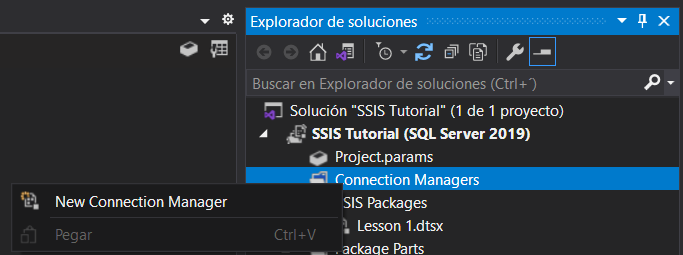 Explorador de soluciones
Buscar en Explorador de soluciones (Ctrl+´)
Solución "SSIS Tutorial" (1 de 1 proyecto)
SSIS Tutorial (SQL Server 2019)
Project.params
Connection Managers
New Connection Manager
SIS Packages
Lesson 1.dtsx
Pegar Ctrl+V
Package Parts